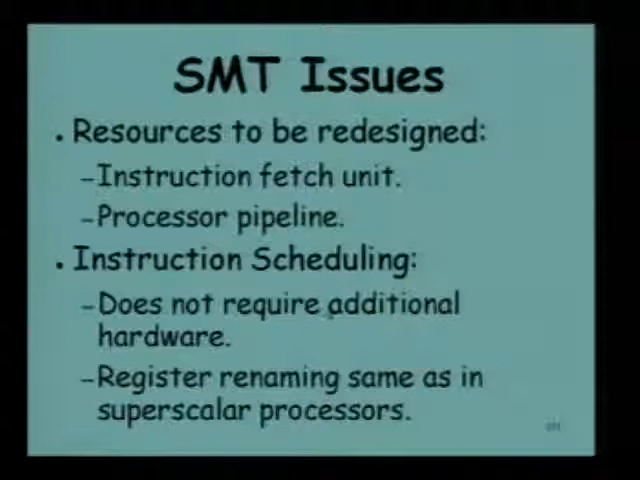 SMT Issues
• Resources to be redesigned:
–Instruction fetch unit.
–Processor pipeline.
• Instruction Scheduling:
–Does not require additional
hardware.
–Register renaming same as in
superscalar processors.